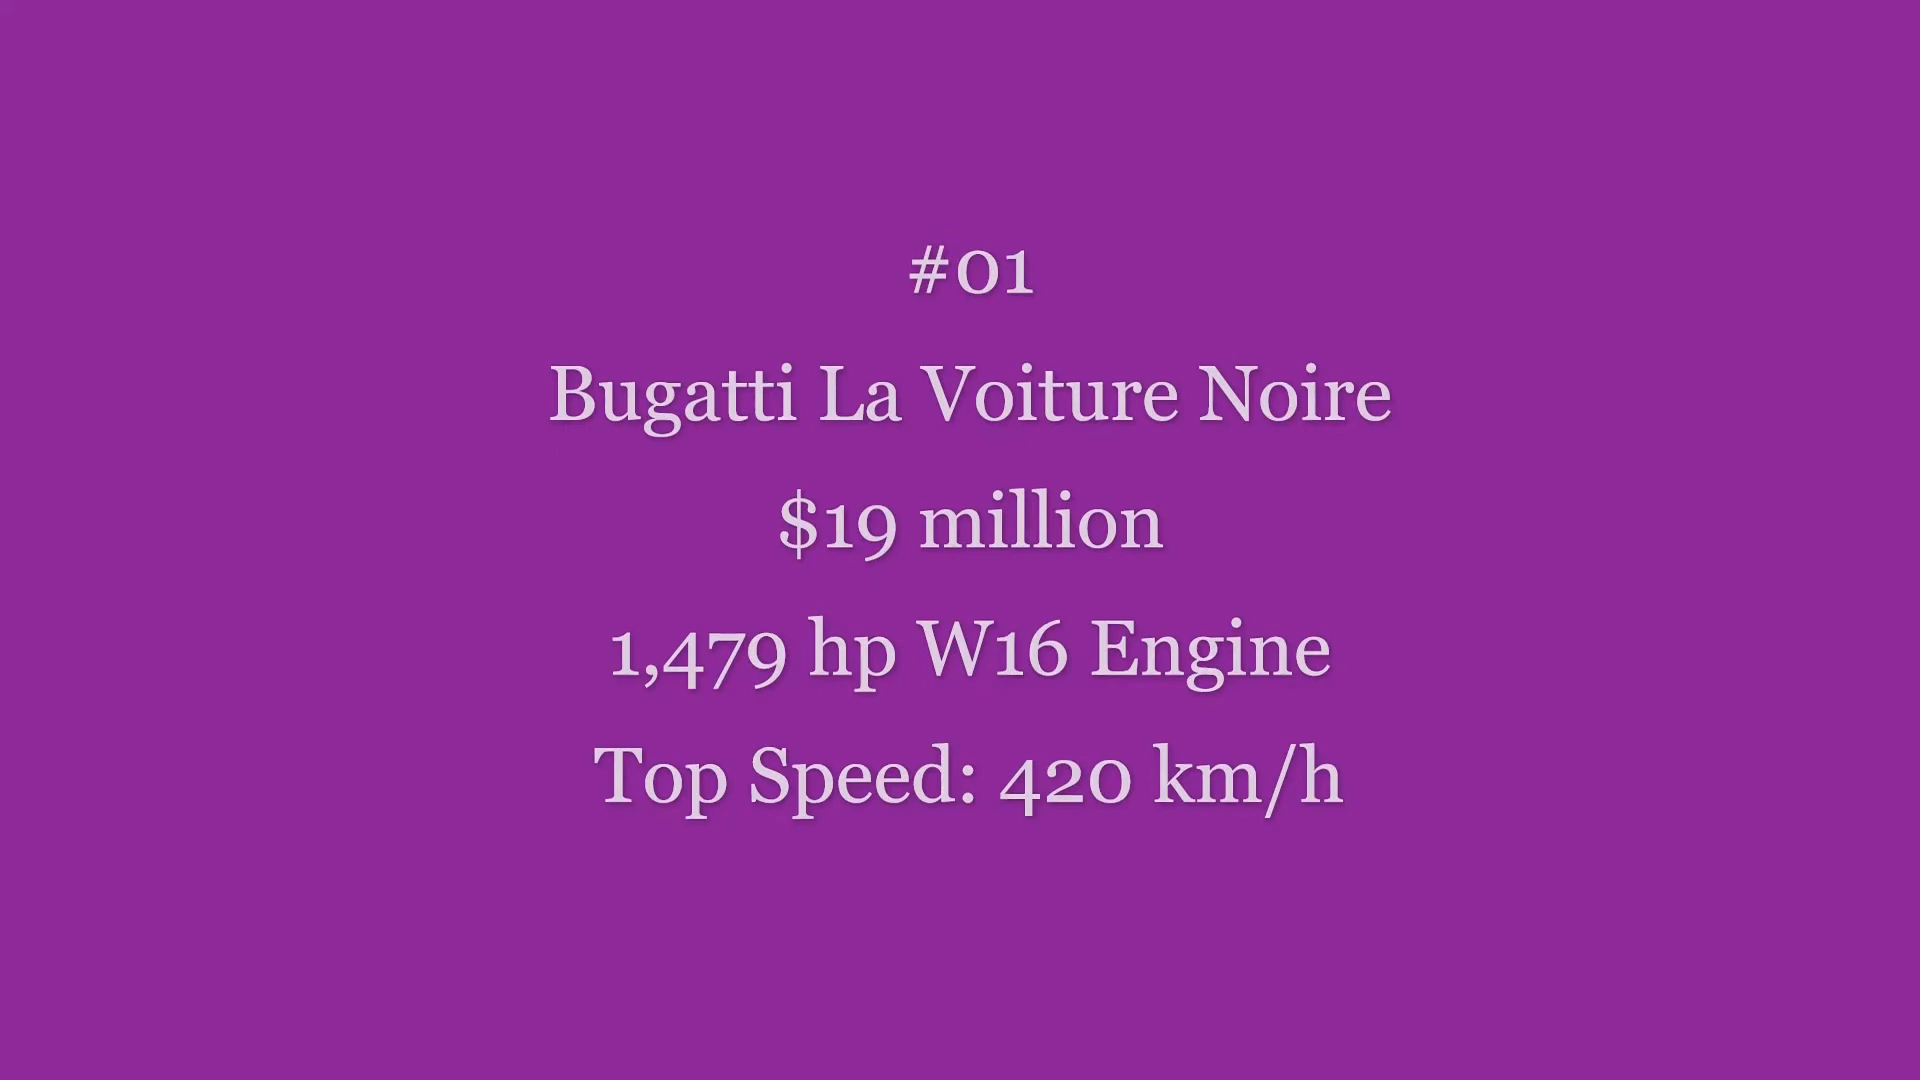 #01
Bugatti La Voiture Noire
$19 million
1,479 hp W16 Engine
Top Speed: 420 km/h